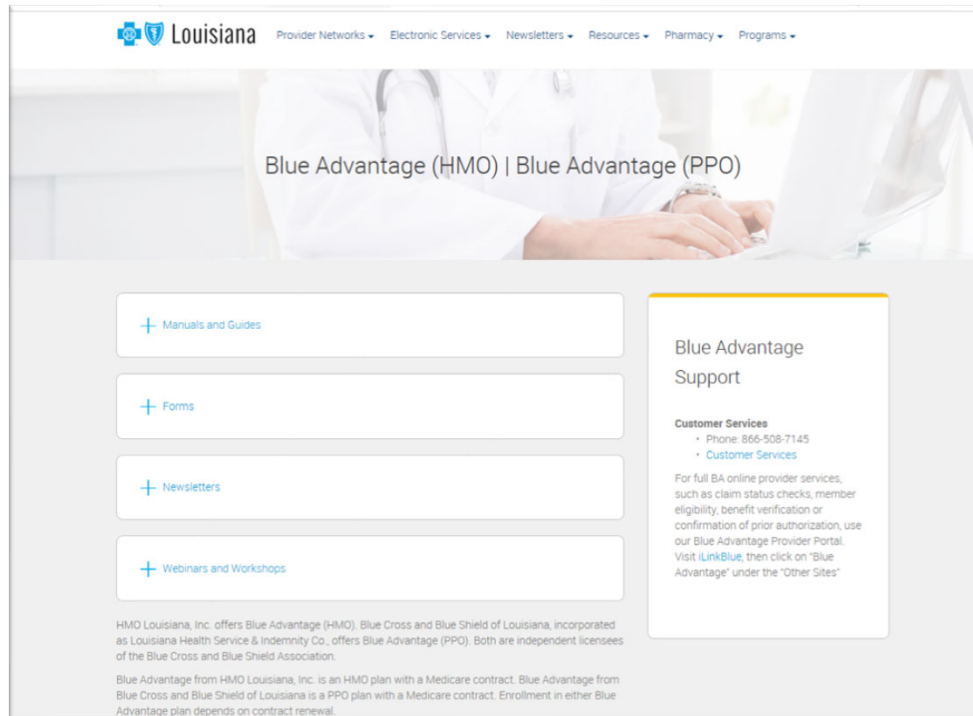 Louisiana Provider Networks Electronic Services Newsletters Resources Pharmacy Programs
Blue Advantage (HMO) | Blue Advantage (PPO)
Manuals and Guides
Forms
Newsletters
Webinars and Workshops
HMO Louisiana, Inc. offers Blue Advantage (HMO). Blue Cross and Blue Shield of Louisiana, incorporated
as Louisiana Health Service & Indemnity Co., offers Blue Advantage (PPO). Both are independent licensees
of the Blue Cross and Blue Shield Association.
Blue Advantage from HMO Louisiana, Inc. is an HMO plan with a Medicare contract. Blue Advantage from
Blue Cross and Blue Shield of Louisiana is a PPO plan with a Medicare contract. Enrollment in either Blue
Advantage plan depends on contract renewal.
Blue Advantage
Support
Customer Services
• Phone: 866-508-7145
• Customer Services
For full BA online provider services,
such as claim status checks, member
eligibility, benefit verification or
confirmation of prior authorization, use
our Blue Advantage Provider Portal.
Visit iLinkBlue, then click on "Blue
Advantage" under the "Other Sites"